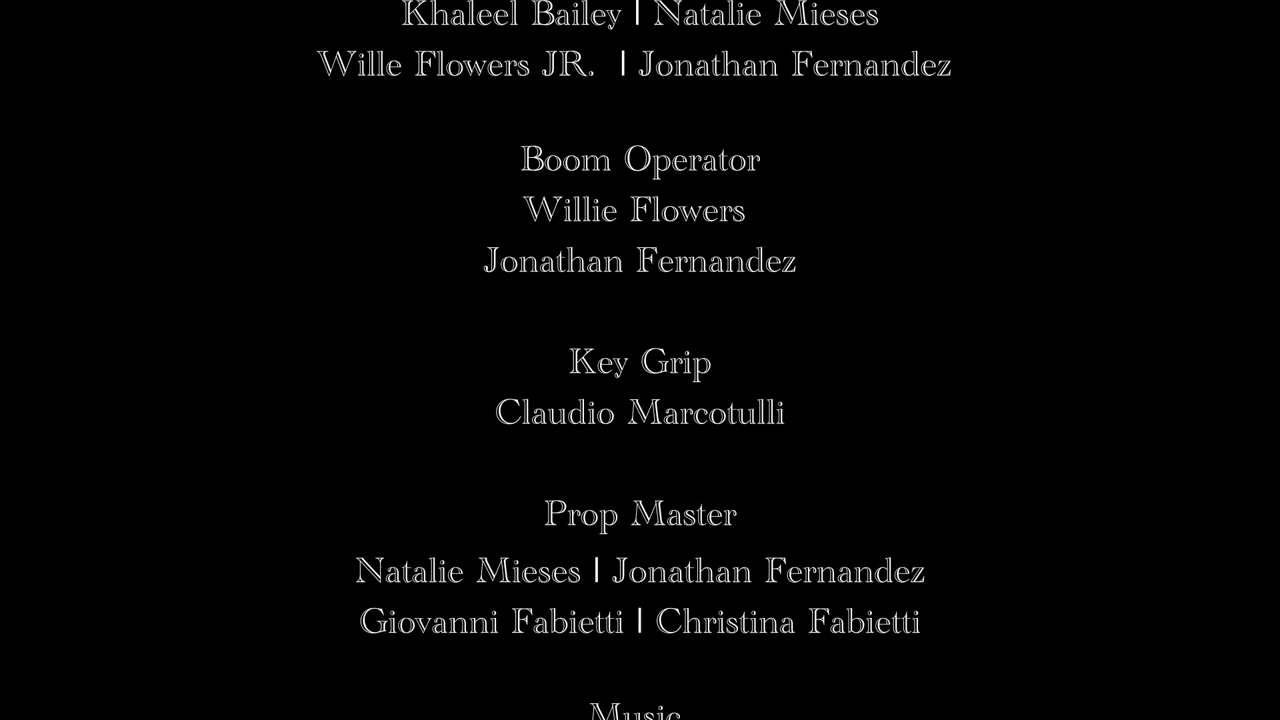 Khaleel Bailey | Natalie Mieses
Wille Flowers JR. | Jonathan Fernandez
Boom Operator
Willie Flowers
Jonathan Fernandez
Key Grip
Claudio Marcotulli
Prop Master
Natalie Mieses | Jonathan Fernandez
Giovanni Fabietti | Christina Fabietti
Music